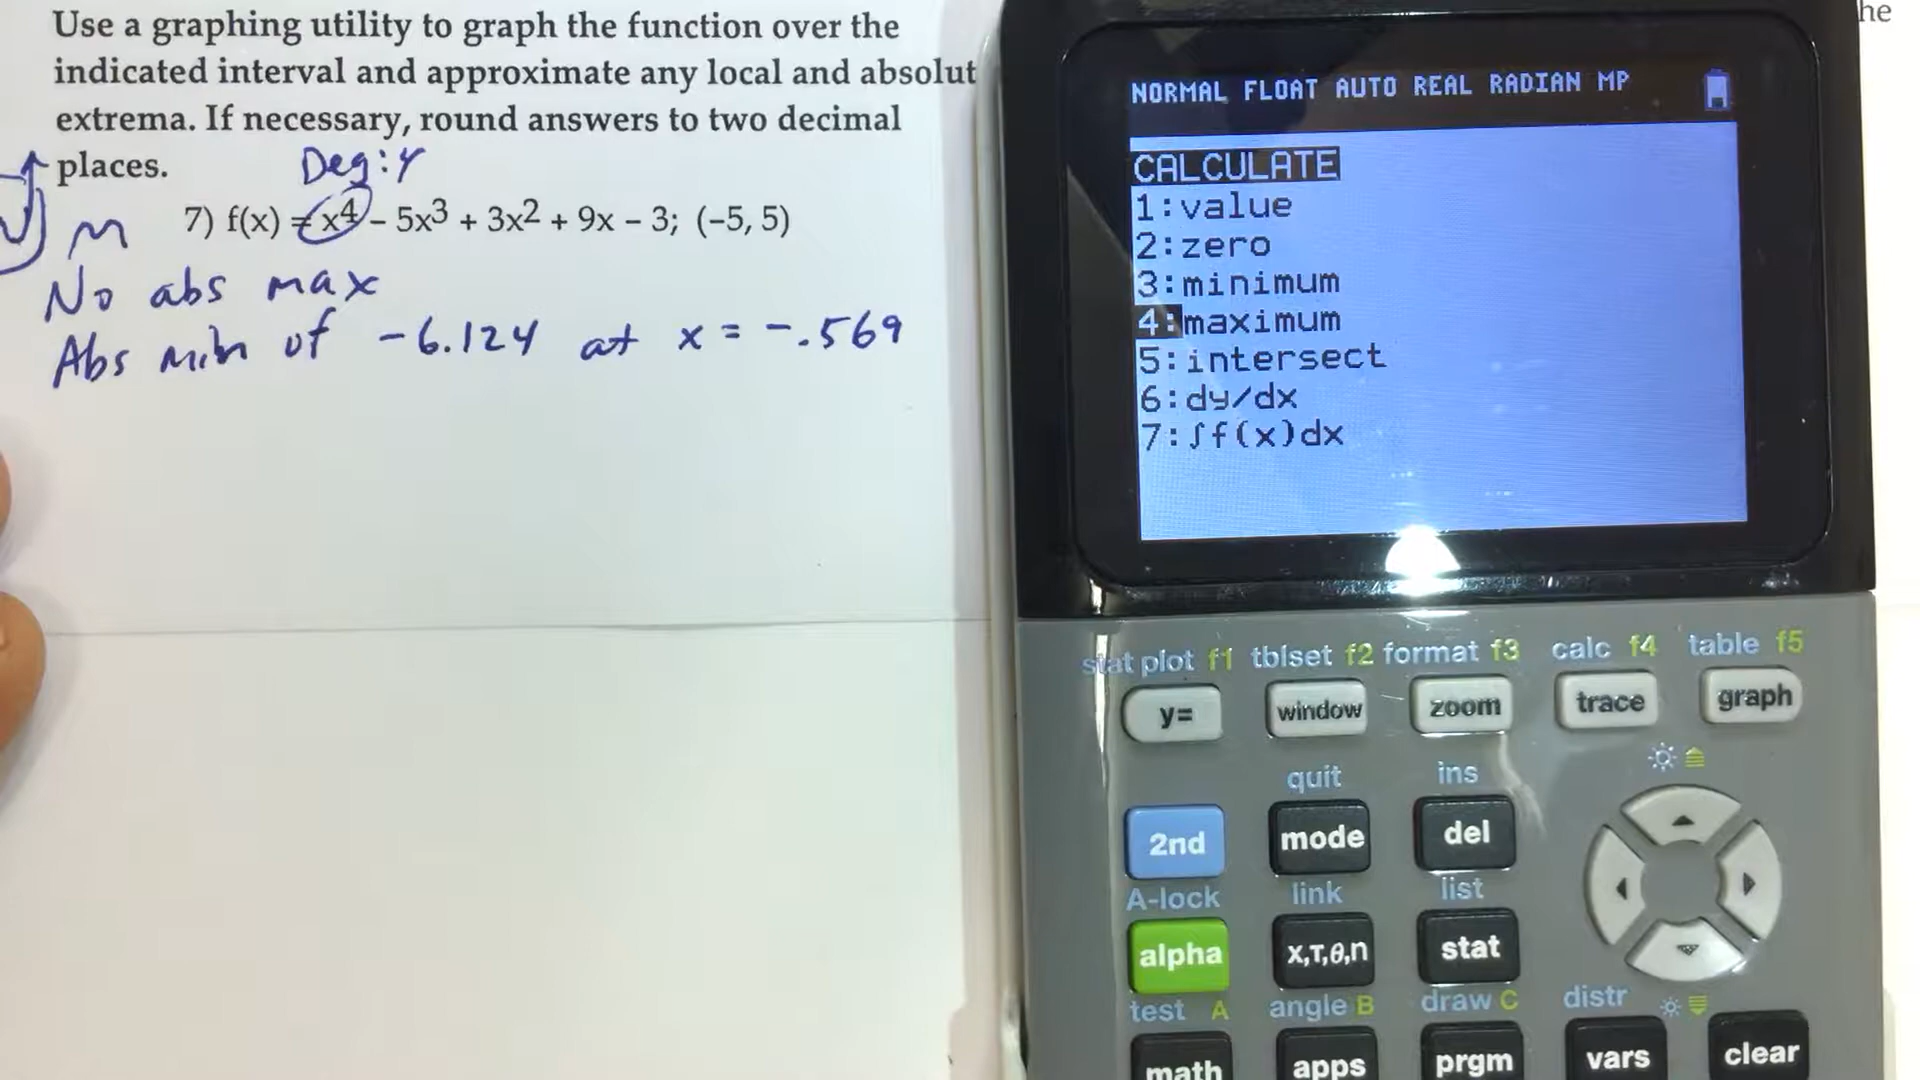 Use a graphing utility to graph the function over the
indicated interval and approximate any local and absolut
extrema. If necessary, round answers to two decimal
places.
Deg: 4
7) f(x) = x⁴ – 5x³ + 3x² + 9x – 3; (–5, 5)
No abs max
Abs min of -6.124 at x = -.569
he
NORMAL FLOAT AUTO REAL RADIAN MP
CALCULATE
1:value
2:zero
3:minimum
4:maximum
5:intersect
6:dy/dx
7:∫f(x)dx
stat plot f1 tblset f2 format f3 calc f4 table f5
y= window zoom trace graph
quit ins
2nd mode del
A-lock link list
alpha x,T,θ,n stat
test A angle B draw C distr
math apps prgm vars clear